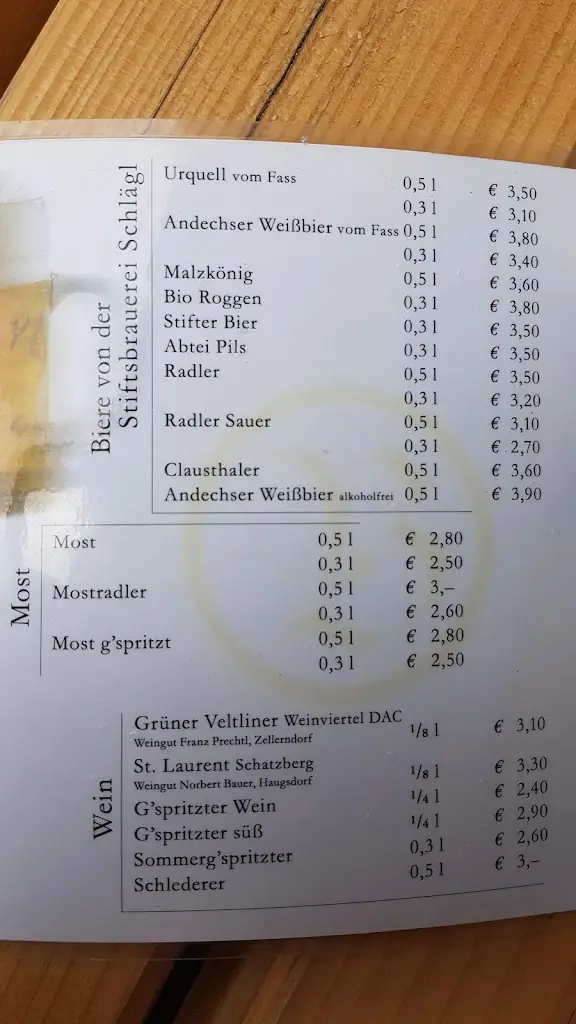 Biere von der
Stiftsbrauerei Schlägl
Urquell vom Fass 0,5 l € 3,50
0,3 l € 3,10
Andechser Weißbier vom Fass 0,5 l € 3,80
0,3 l € 3,40
Malzkönig 0,5 l € 3,60
Bio Roggen 0,3 l € 3,80
Stifter Bier 0,3 l € 3,50
Abtei Pils 0,3 l € 3,50
Radler 0,5 l € 3,50
0,3 l € 3,20
Radler Sauer 0,5 l € 3,10
0,3 l € 2,70
Clausthaler 0,5 l € 3,60
Andechser Weißbier alkoholfrei 0,5 l € 3,90
Most
Most 0,5 l € 2,80
0,3 l € 2,50
Mostradler 0,5 l € 3,–
0,3 l € 2,60
Most g'spritzt 0,5 l € 2,80
0,3 l € 2,50
Wein
Grüner Veltliner Weinviertel DAC 1/8 l € 3,10
Weingut Franz Prechtl, Zellerndorf
St. Laurent Schatzberg 1/8 l € 3,30
Weingut Norbert Bauer, Haugsdorf
G'spritzter Wein 1/4 l € 2,40
G'spritzter süß 1/4 l € 2,90
Sommerg'spritzter 0,3 l € 2,60
Schlederer 0,5 l € 3,–